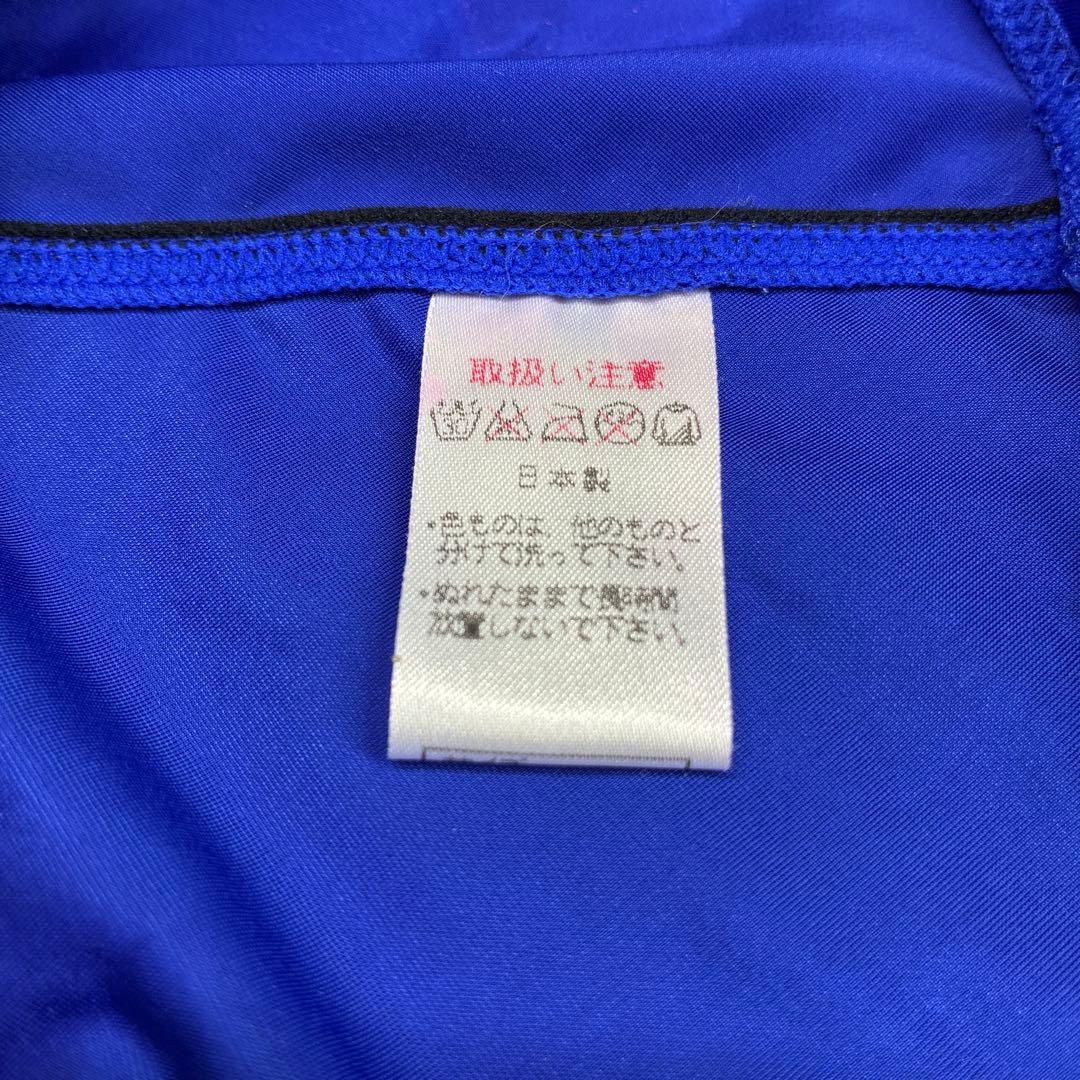 取扱い注意
30
日本製
・色ものは、他のものと
分けて洗って下さい。
・ぬれたままで長時間
放置しないで下さい。